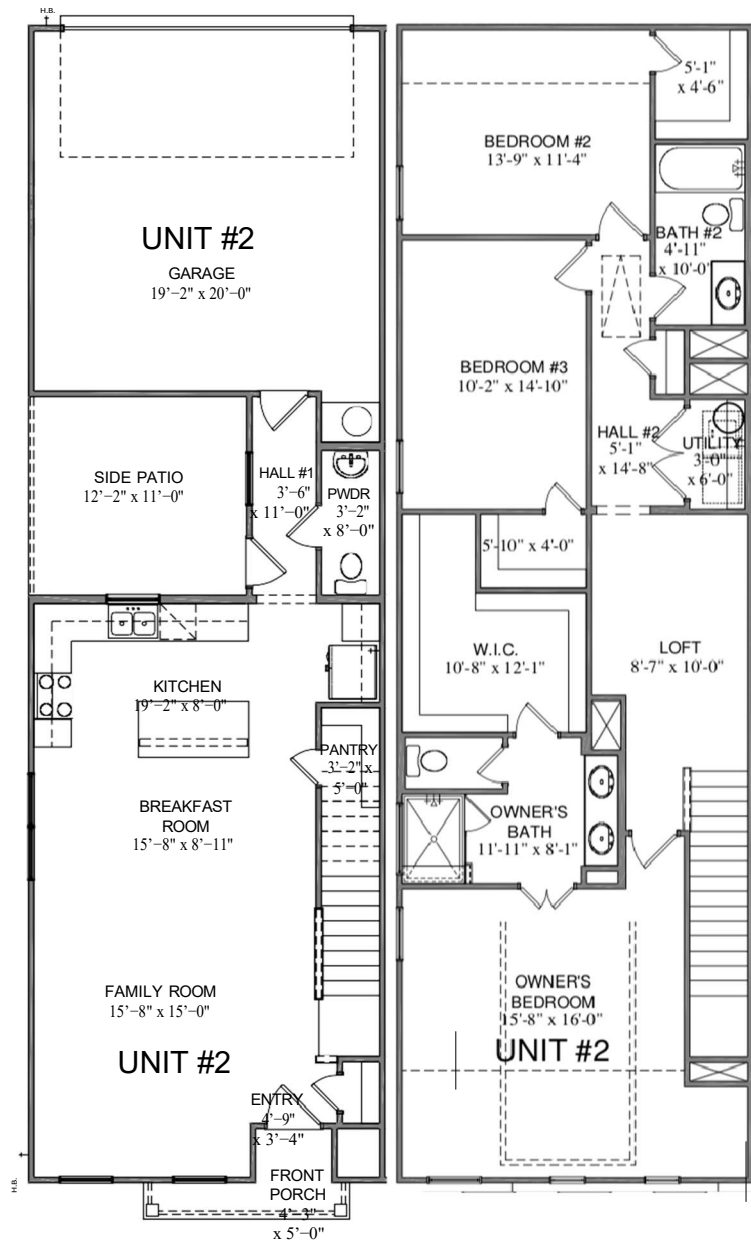 H.B.
UNIT #2
GARAGE
19'-2" x 20'-0"
SIDE PATIO
12'-2" x 11'-0"
HALL #1
3'-6"
x 11'-0"
PWDR
3'-2"
x 8'-0"
KITCHEN
19'-2" x 8'-0"
PANTRY
3'-2" x
5'-0"
BREAKFAST
ROOM
15'-8" x 8'-11"
FAMILY ROOM
15'-8" x 15'-0"
UNIT #2
ENTRY
4'-9"
x 3'-4"
FRONT
PORCH
4'-3"
x 5'-0"
H.B.
5'-1"
x 4'-6"
BEDROOM #2
13'-9" x 11'-4"
BATH #2
4'-11"
x 10'-0"
BEDROOM #3
10'-2" x 14'-10"
HALL #2
5'-1"
x 14'-8"
UTILITY
3'-0"
x 6'-0"
5'-10" x 4'-0"
W.I.C.
10'-8" x 12'-1"
LOFT
8'-7" x 10'-0"
OWNER'S
BATH
11'-11" x 8'-1"
OWNER'S
BEDROOM
15'-8" x 16'-0"
UNIT #2